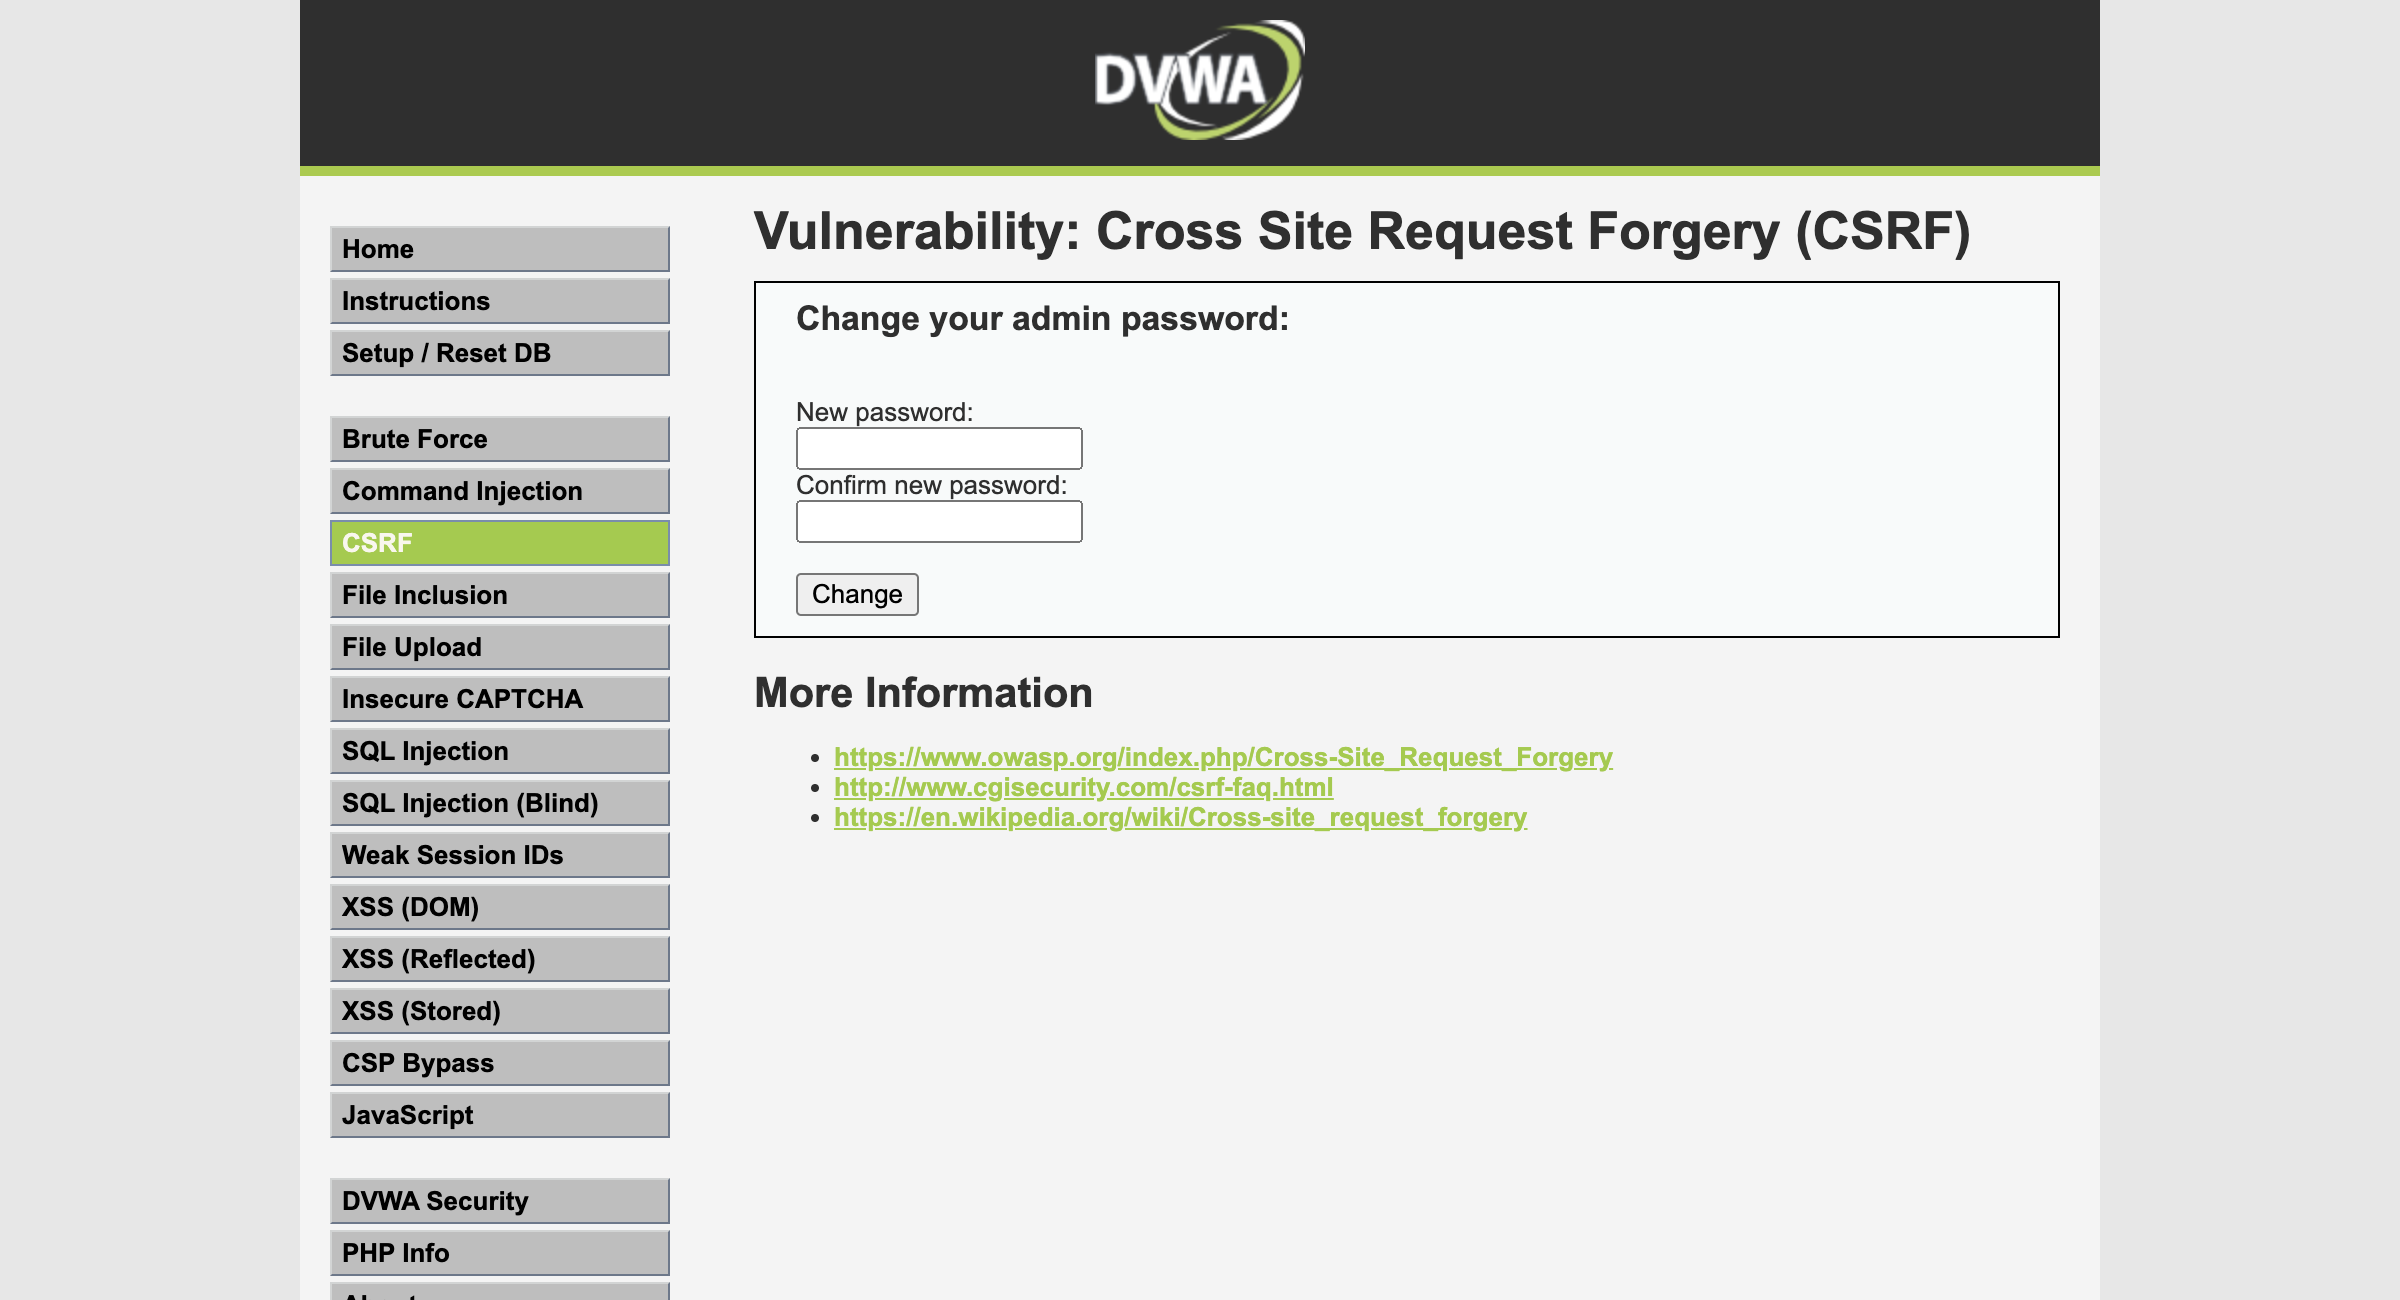 DVWA
Home
Instructions
Setup / Reset DB
Brute Force
Command Injection
CSRF
File Inclusion
File Upload
Insecure CAPTCHA
SQL Injection
SQL Injection (Blind)
Weak Session IDs
XSS (DOM)
XSS (Reflected)
XSS (Stored)
CSP Bypass
JavaScript
DVWA Security
PHP Info
Vulnerability: Cross Site Request Forgery (CSRF)
Change your admin password:
New password:
Confirm new password:
Change
More Information
https://www.owasp.org/index.php/Cross-Site_Request_Forgery
http://www.cgisecurity.com/csrf-faq.html
https://en.wikipedia.org/wiki/Cross-site_request_forgery